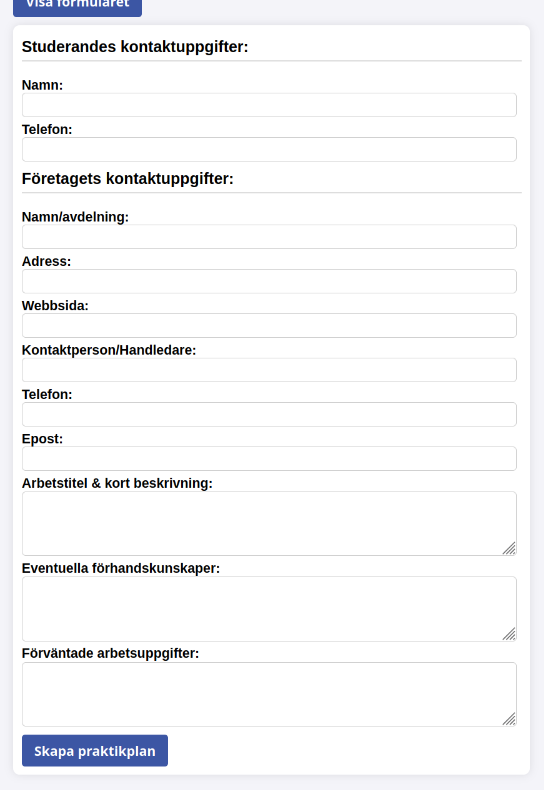 Visa formuläret
Studerandes kontaktuppgifter:
Namn:
Telefon:
Företagets kontaktuppgifter:
Namn/avdelning:
Adress:
Webbsida:
Kontaktperson/Handledare:
Telefon:
Epost:
Arbetstitel & kort beskrivning:
Eventuella förhandskunskaper:
Förväntade arbetsuppgifter:
Skapa praktikplan